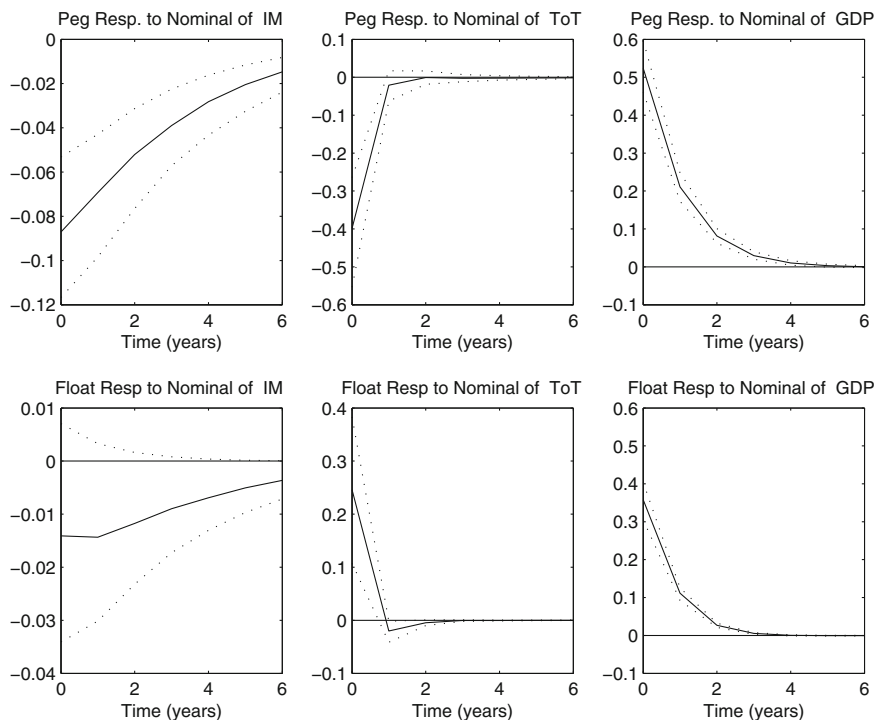 Peg Resp. to Nominal of IM
0
−0.02
−0.04
−0.06
−0.08
−0.1
−0.12
0 2 4 6
Time (years)
Peg Resp. to Nominal of ToT
0.1
0
−0.1
−0.2
−0.3
−0.4
−0.5
−0.6
0 2 4 6
Time (years)
Peg Resp to Nominal of GDP
0.6
0.5
0.4
0.3
0.2
0.1
0
−0.1
0 2 4 6
Time (years)
Float Resp to Nominal of IM
0.01
0
−0.01
−0.02
−0.03
−0.04
0 2 4 6
Time (years)
Float Resp to Nominal of ToT
0.4
0.3
0.2
0.1
0
−0.1
0 2 4 6
Time (years)
Float Resp to Nominal of GDP
0.6
0.5
0.4
0.3
0.2
0.1
0
−0.1
0 2 4 6
Time (years)